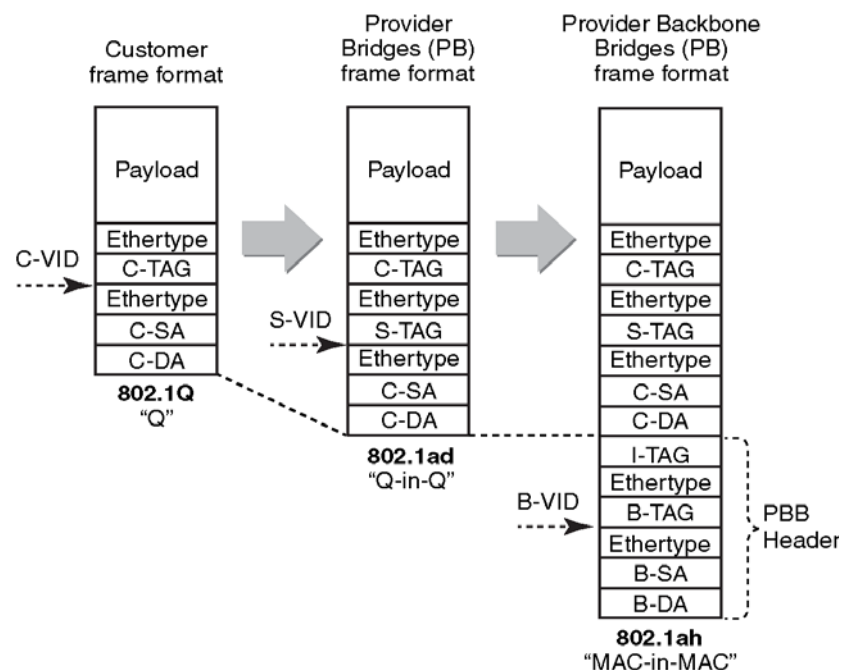 Customer
frame format
Provider
Bridges (PB)
frame format
Provider Backbone
Bridges (PB)
frame format
Payload
Ethertype
C-TAG
Ethertype
C-SA
C-DA
C-VID
802.1Q
“Q”
Payload
Ethertype
C-TAG
Ethertype
S-TAG
Ethertype
C-SA
C-DA
S-VID
802.1ad
“Q-in-Q”
Payload
Ethertype
C-TAG
Ethertype
S-TAG
Ethertype
C-SA
C-DA
I-TAG
Ethertype
B-TAG
Ethertype
B-SA
B-DA
B-VID
PBB
Header
802.1ah
“MAC-in-MAC”